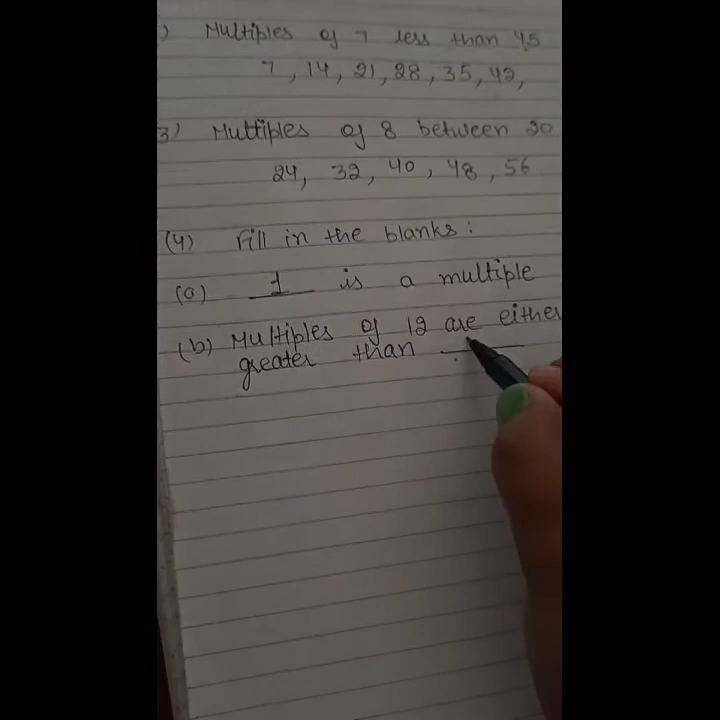 ) Multiples of 7 less than 45
7, 14, 21, 28, 35, 42,
3) Multiples of 8 between 20
24, 32, 40, 48, 56
(4) Fill in the blanks:
(a) 1 is a multiple
(b) Multiples of 12 are either
greater than